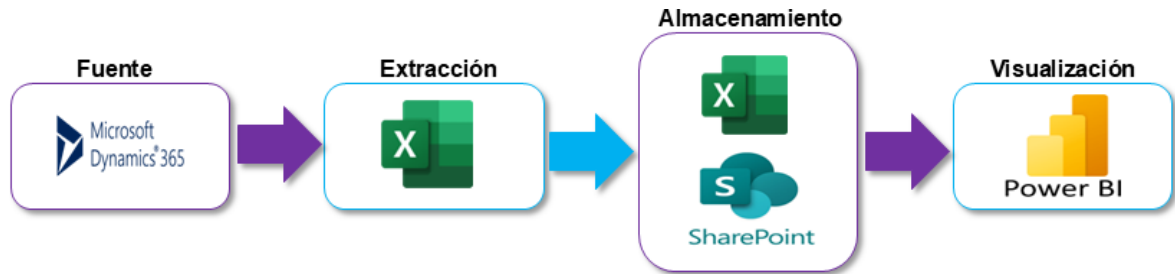 Fuente
Microsoft
Dynamics®365
Extracción
X
Almacenamiento
X
S
SharePoint
Visualización
Power BI